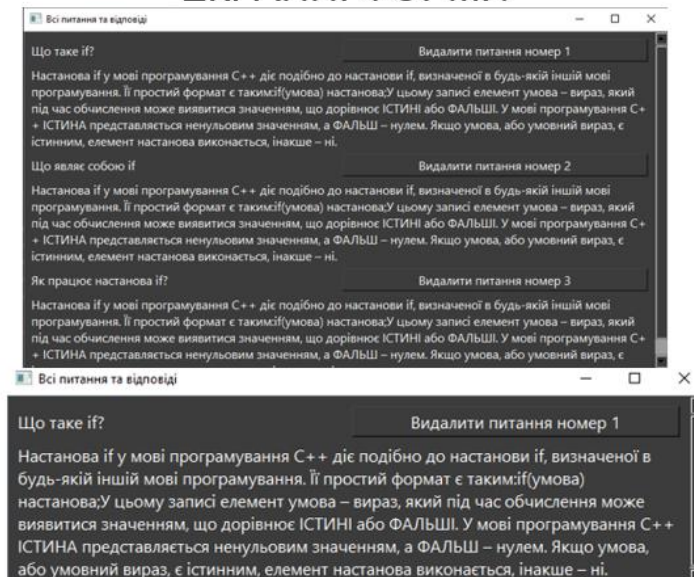 Всі питання та відповіді
Що таке if?
Видалити питання номер 1
Настанова if у мові програмування C++ діє подібно до настанови if, визначеної в будь-якій іншій мові
програмування. Її простий формат є таким:if(умова) настанова;У цьому записі елемент умова – вираз, який
під час обчислення може виявитися значенням, що дорівнює ІСТИНІ або ФАЛЬШІ. У мові програмування C+
+ ІСТИНА представляється ненульовим значенням, а ФАЛЬШ – нулем. Якщо умова, або умовний вираз, є
істинним, елемент настанова виконається, інакше – ні.
Що являє собою if
Видалити питання номер 2
Настанова if у мові програмування C++ діє подібно до настанови if, визначеної в будь-якій іншій мові
програмування. Її простий формат є таким:if(умова) настанова;У цьому записі елемент умова – вираз, який
під час обчислення може виявитися значенням, що дорівнює ІСТИНІ або ФАЛЬШІ. У мові програмування C+
+ ІСТИНА представляється ненульовим значенням, а ФАЛЬШ – нулем. Якщо умова, або умовний вираз, є
істинним, елемент настанова виконається, інакше – ні.
Як працює настанова if?
Видалити питання номер 3
Настанова if у мові програмування C++ діє подібно до настанови if, визначеної в будь-якій іншій мові
програмування. Її простий формат є таким:if(умова) настанова;У цьому записі елемент умова – вираз, який
під час обчислення може виявитися значенням, що дорівнює ІСТИНІ або ФАЛЬШІ. У мові програмування C+
+ ІСТИНА представляється ненульовим значенням, а ФАЛЬШ – нулем. Якщо умова, або умовний вираз, є
Всі питання та відповіді
Що таке if?
Видалити питання номер 1
Настанова if у мові програмування C++ діє подібно до настанови if, визначеної в
будь-якій іншій мові програмування. Її простий формат є таким:if(умова)
настанова;У цьому записі елемент умова – вираз, який під час обчислення може
виявитися значенням, що дорівнює ІСТИНІ або ФАЛЬШІ. У мові програмування C++
ІСТИНА представляється ненульовим значенням, а ФАЛЬШ – нулем. Якщо умова,
або умовний вираз, є істинним, елемент настанова виконається, інакше – ні.